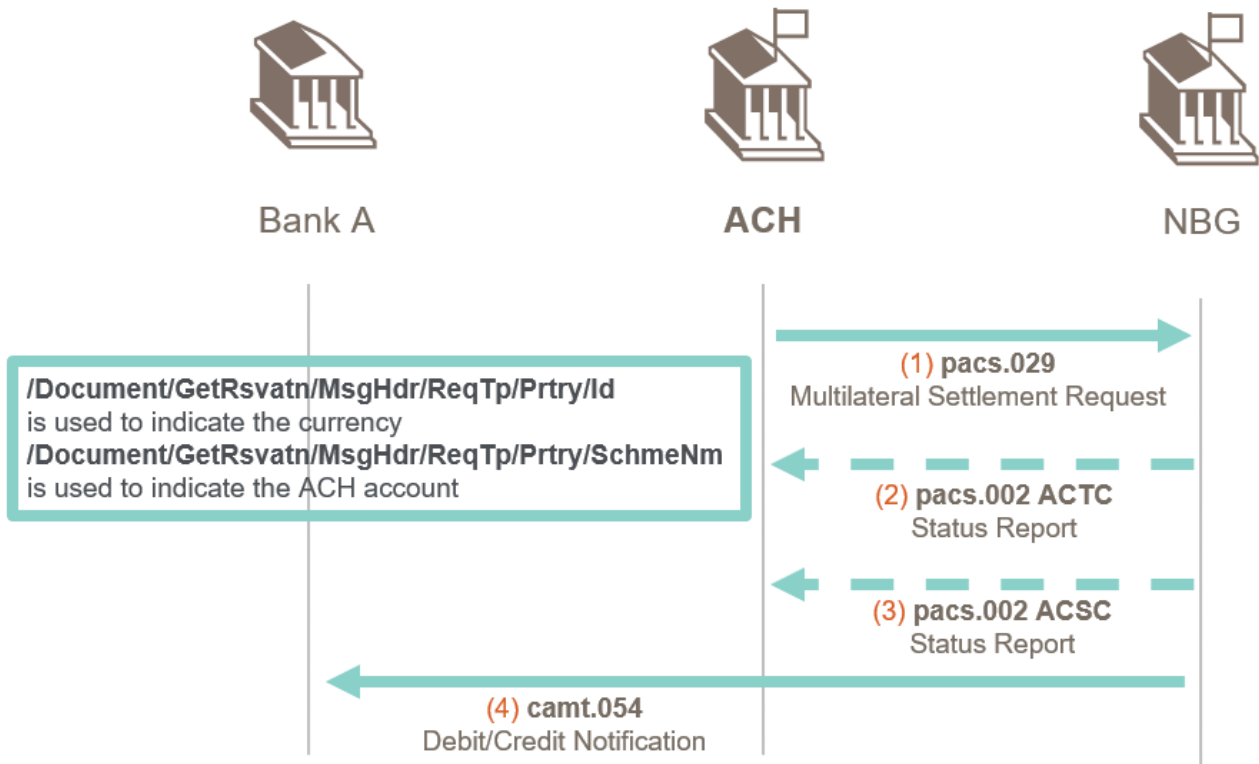 Bank A
ACH
NBG
(1) pacs.029
Multilateral Settlement Request
/Document/GetRsvatn/MsgHdr/ReqTp/Prtry/Id
is used to indicate the currency
/Document/GetRsvatn/MsgHdr/ReqTp/Prtry/SchmeNm
is used to indicate the ACH account
(2) pacs.002 ACTC
Status Report
(3) pacs.002 ACSC
Status Report
(4) camt.054
Debit/Credit Notification